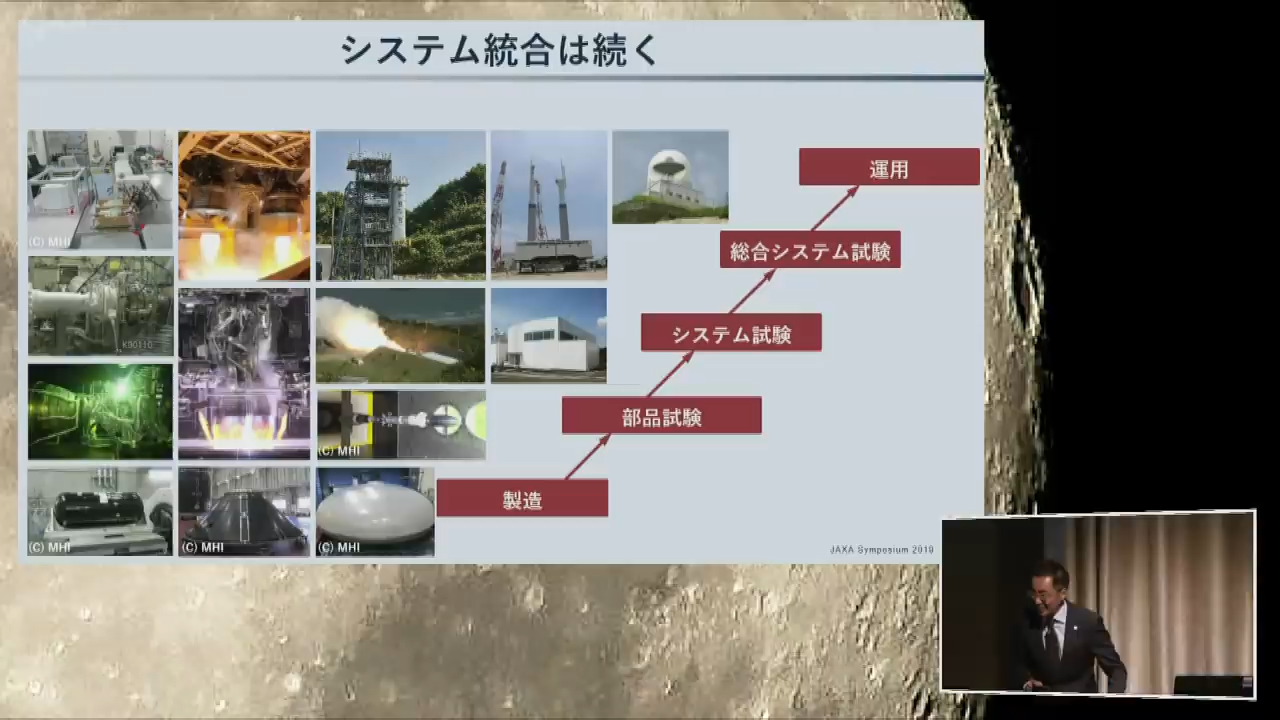 システム統合は続く
運用
総合システム試験
システム試験
部品試験
製造
(C) MHI
K90110
(C) MHI
(C) MHI
(C) MHI
(C) MHI
JAXA Symposium 2019